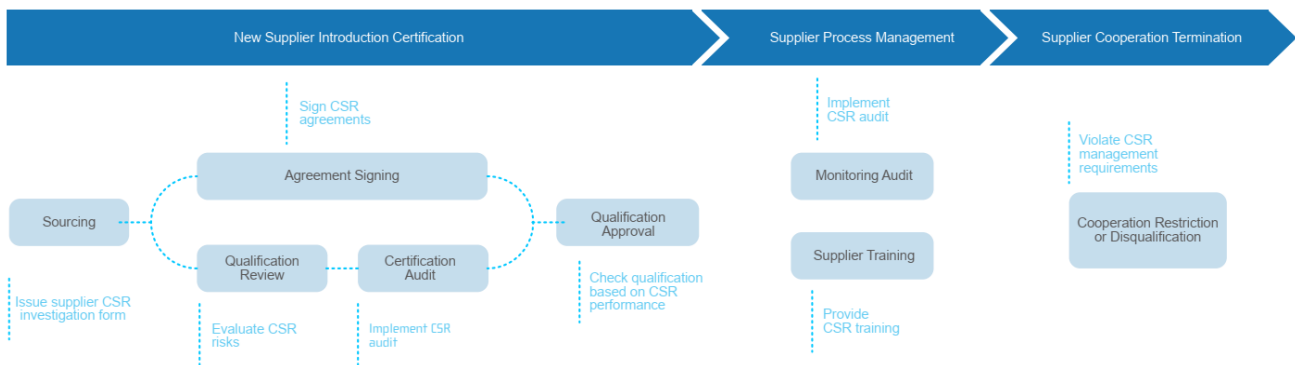 New Supplier Introduction Certification
Supplier Process Management
Supplier Cooperation Termination
Sign CSR
agreements
Agreement Signing
Sourcing
Issue supplier CSR
investigation form
Qualification
Review
Evaluate CSR
risks
Certification
Audit
Implement CSR
audit
Qualification
Approval
Check qualification
based on CSR
performance
Implement
CSR audit
Monitoring Audit
Supplier Training
Provide
CSR training
Violate CSR
management
requirements
Cooperation Restriction
or Disqualification